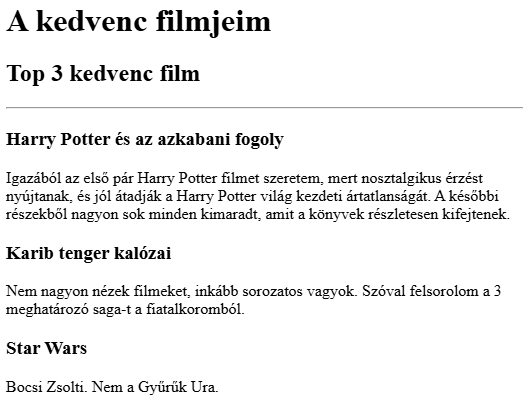 A kedvenc filmjeim
Top 3 kedvenc film
Harry Potter és az azkabani fogoly
Igazából az első pár Harry Potter filmet szeretem, mert nosztalgikus érzést
nyújtanak, és jól átadják a Harry Potter világ kezdeti ártatlanságát. A későbbi
részekből nagyon sok minden kimaradt, amit a könyvek részletesen kifejtenek.
Karib tenger kalózai
Nem nagyon nézek filmeket, inkább sorozatos vagyok. Szóval felsorolom a 3
meghatározó saga-t a fiatalkoromból.
Star Wars
Bocsi Zsolti. Nem a Gyűrűk Ura.